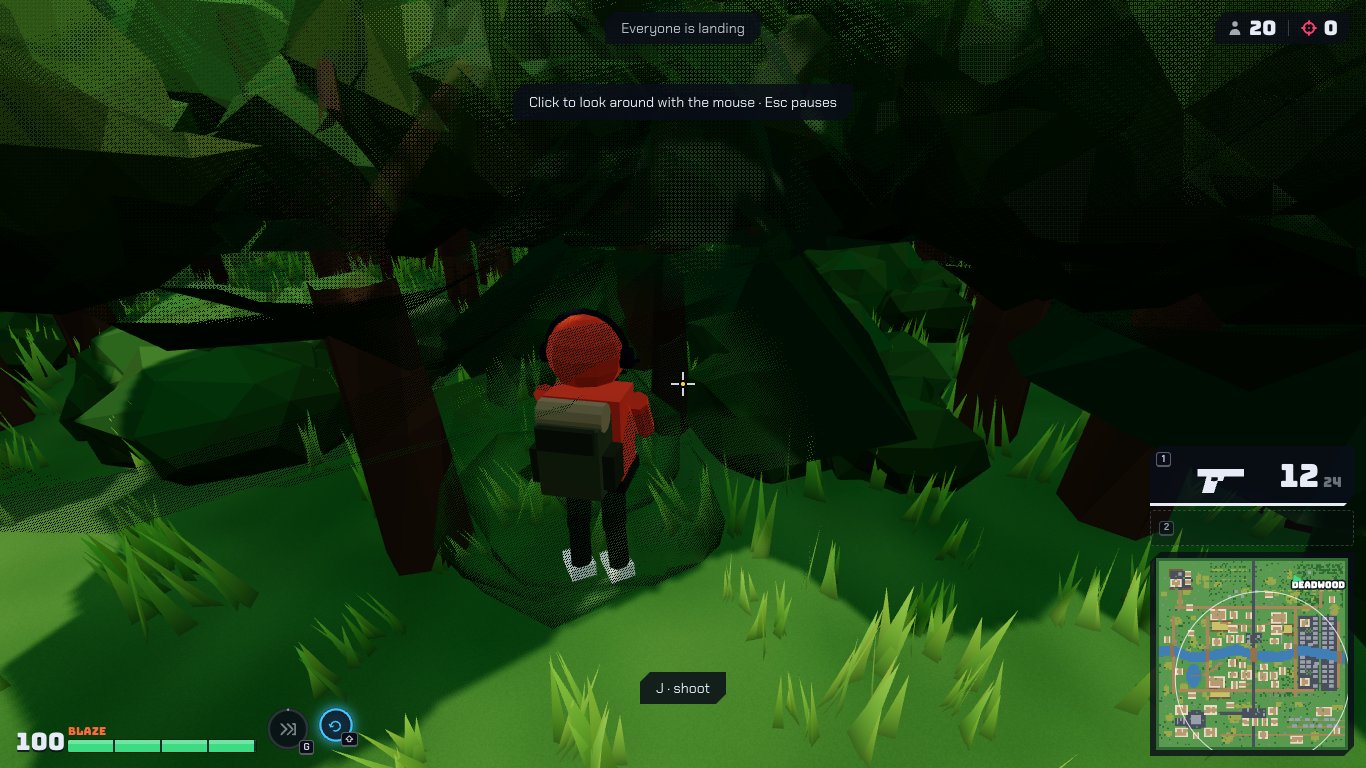 Everyone is landing
20
0
Click to look around with the mouse · Esc pauses
1
12 24
2
DEADWOOD
J · shoot
BLAZE
100
G